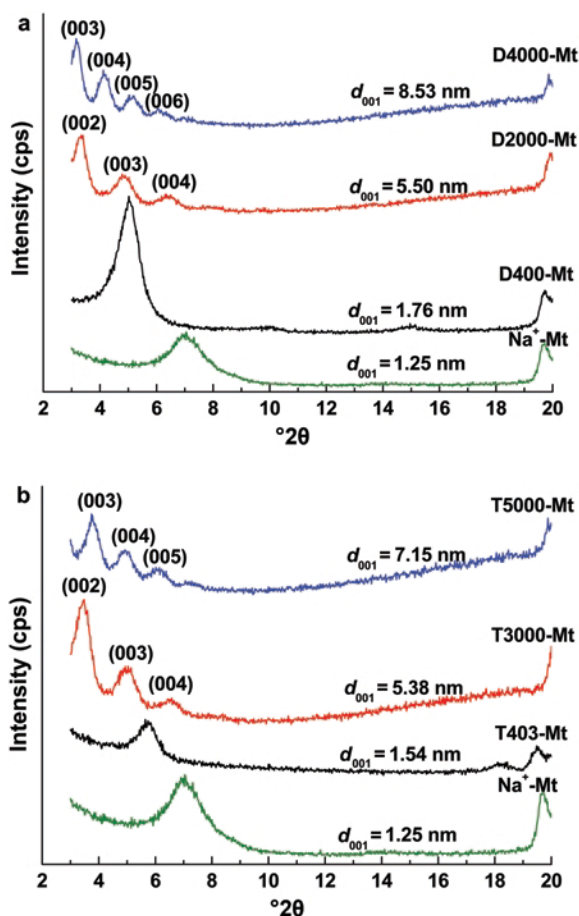 a
(003)
(004)
(005)
(006)
D4000-Mt
d001 = 8.53 nm
(002)
(003)
(004)
D2000-Mt
d001 = 5.50 nm
D400-Mt
d001 = 1.76 nm
Na+-Mt
d001 = 1.25 nm
Intensity (cps)
2 4 6 8 10 12 14 16 18 20
°2θ
b
(003)
(004)
(005)
T5000-Mt
d001 = 7.15 nm
(002)
(003)
(004)
T3000-Mt
d001 = 5.38 nm
T403-Mt
d001 = 1.54 nm
Na+-Mt
d001 = 1.25 nm
Intensity (cps)
2 4 6 8 10 12 14 16 18 20
°2θ